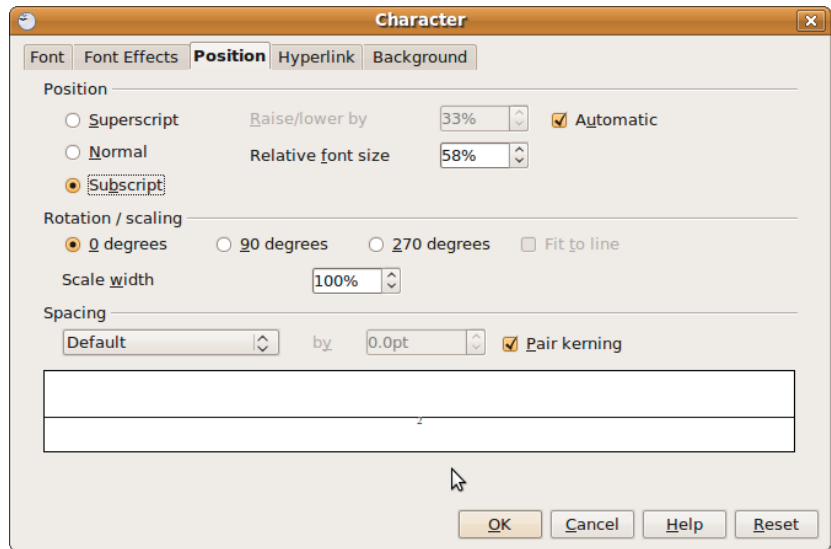 Character
Font Font Effects Position Hyperlink Background
Position
Superscript Raise/lower by 33% Automatic
Normal Relative font size 58%
Subscript
Rotation / scaling
0 degrees 90 degrees 270 degrees Fit to line
Scale width 100%
Spacing
Default by 0.0pt Pair kerning
2
OK Cancel Help Reset